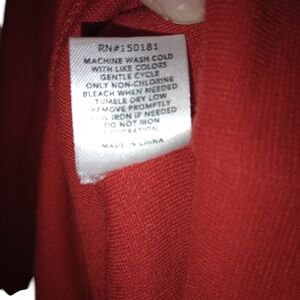 RN#150181
MACHINE WASH COLD
WITH LIKE COLORS
GENTLE CYCLE
ONLY NON-CHLORINE
BLEACH WHEN NEEDED
TUMBLE DRY LOW
REMOVE PROMPTLY
IRON IF NEEDED
DO NOT IRON
DECORATION
MADE IN CHINA